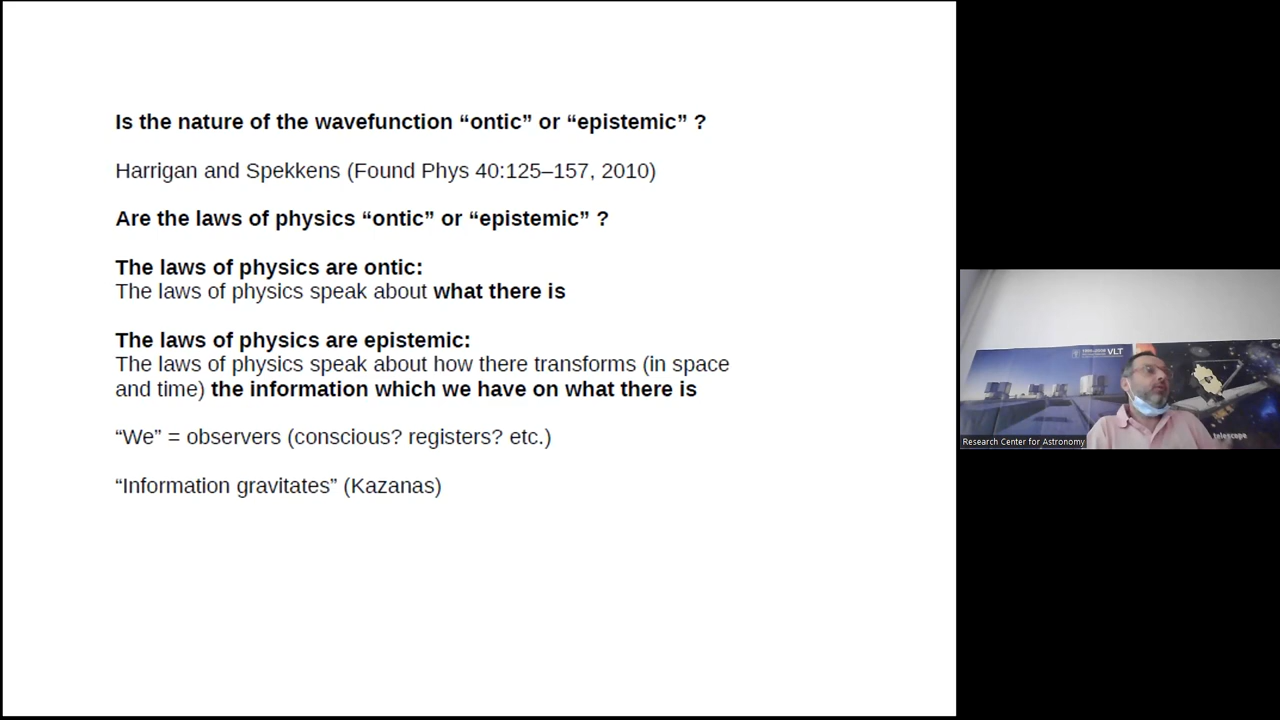 Is the nature of the wavefunction “ontic” or “epistemic” ?
Harrigan and Spekkens (Found Phys 40:125–157, 2010)
Are the laws of physics “ontic” or “epistemic” ?
The laws of physics are ontic:
The laws of physics speak about what there is
The laws of physics are epistemic:
The laws of physics speak about how there transforms (in space
and time) the information which we have on what there is
“We” = observers (conscious? registers? etc.)
“Information gravitates” (Kazanas)
VLT
telescope
Research Center for Astronomy